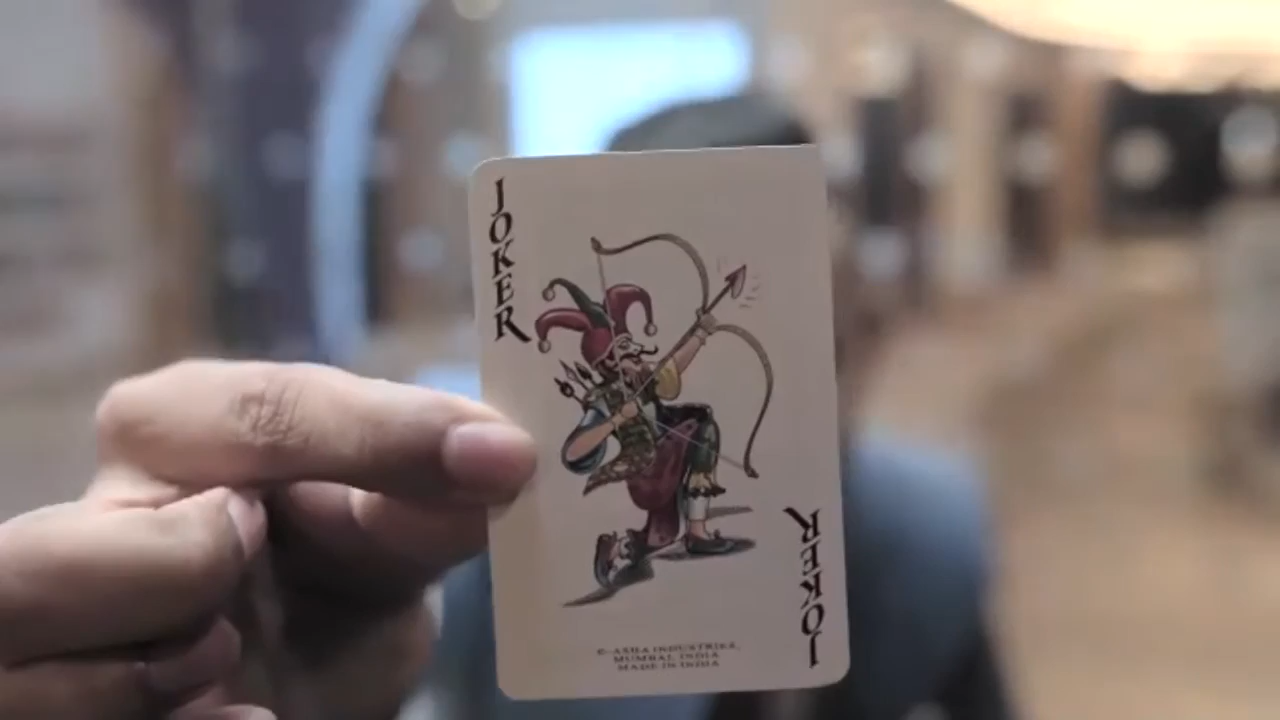 JOKER
© ASHA INDUSTRIES,
MUMBAI, INDIA
MADE IN INDIA
JOKER